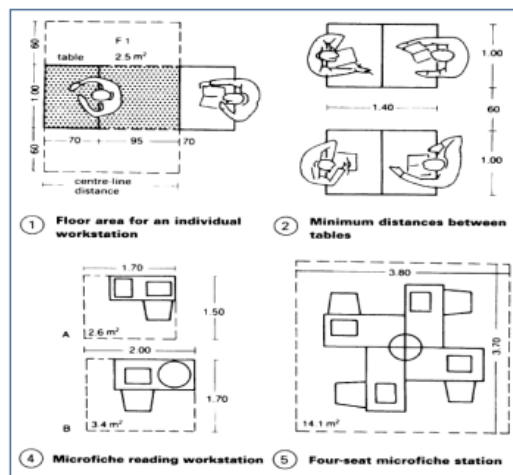 60
F 1
table 2.5 m²
1.00
70
95
70
60
centre-line
distance
1 Floor area for an individual
workstation
1.00
1.40
60
1.00
2 Minimum distances between
tables
1.70
1.50
A
2.6 m²
2.00
1.70
B
3.4 m²
4 Microfiche reading workstation
3.80
3.70
14.1 m²
5 Four-seat microfiche station